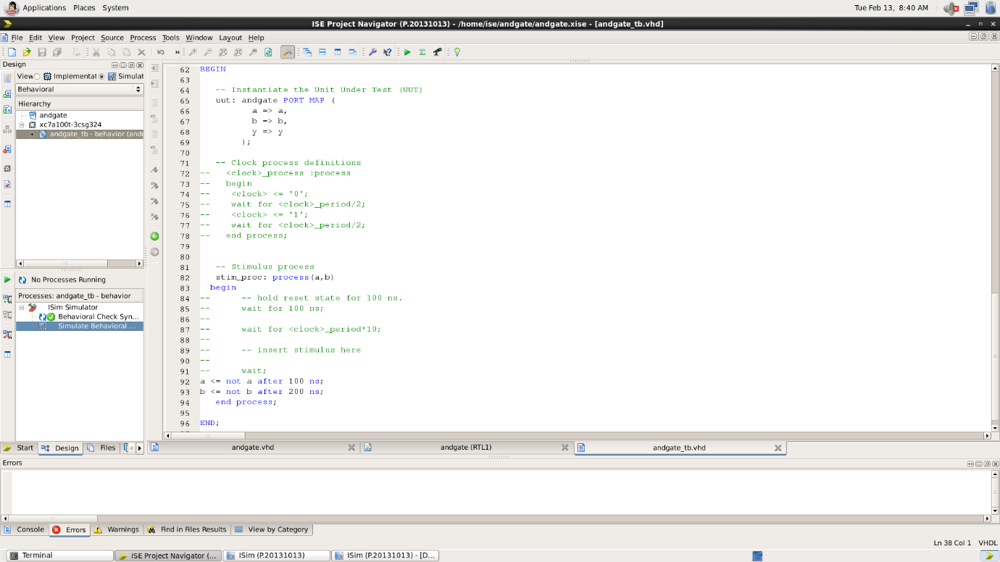 Applications Places System
Tue Feb 13, 8:40 AM
ISE Project Navigator (P.20131013) - /home/ise/andgate/andgate.xise - [andgate_tb.vhd]
File Edit View Project Source Process Tools Window Layout Help
»
Design
View: Implementat Simulat
Behavioral
Hierarchy
andgate
xc7a100t-3csg324
andgate_tb - behavior (andg
No Processes Running
Processes: andgate_tb - behavior
ISim Simulator
Behavioral Check Syn...
Simulate Behavioral ...
Start Design Files
62 BEGIN
63
64 -- Instantiate the Unit Under Test (UUT)
65 uut: andgate PORT MAP (
66 a => a,
67 b => b,
68 y => y
69 );
70
71 -- Clock process definitions
72 -- <clock>_process :process
73 -- begin
74 -- <clock> <= '0';
75 -- wait for <clock>_period/2;
76 -- <clock> <= '1';
77 -- wait for <clock>_period/2;
78 -- end process;
79
80
81 -- Stimulus process
82 stim_proc: process(a,b)
83 begin
84 -- -- hold reset state for 100 ns.
85 -- wait for 100 ns;
86 --
87 -- wait for <clock>_period*10;
88 --
89 -- -- insert stimulus here
90 --
91 -- wait;
92 a <= not a after 100 ns;
93 b <= not b after 200 ns;
94 end process;
95
96 END;
andgate.vhd andgate (RTL1) andgate_tb.vhd
Errors
Console Errors Warnings Find in Files Results View by Category
Ln 38 Col 1 VHDL
Terminal ISE Project Navigator (... ISim (P.20131013) ISim (P.20131013) - [D...